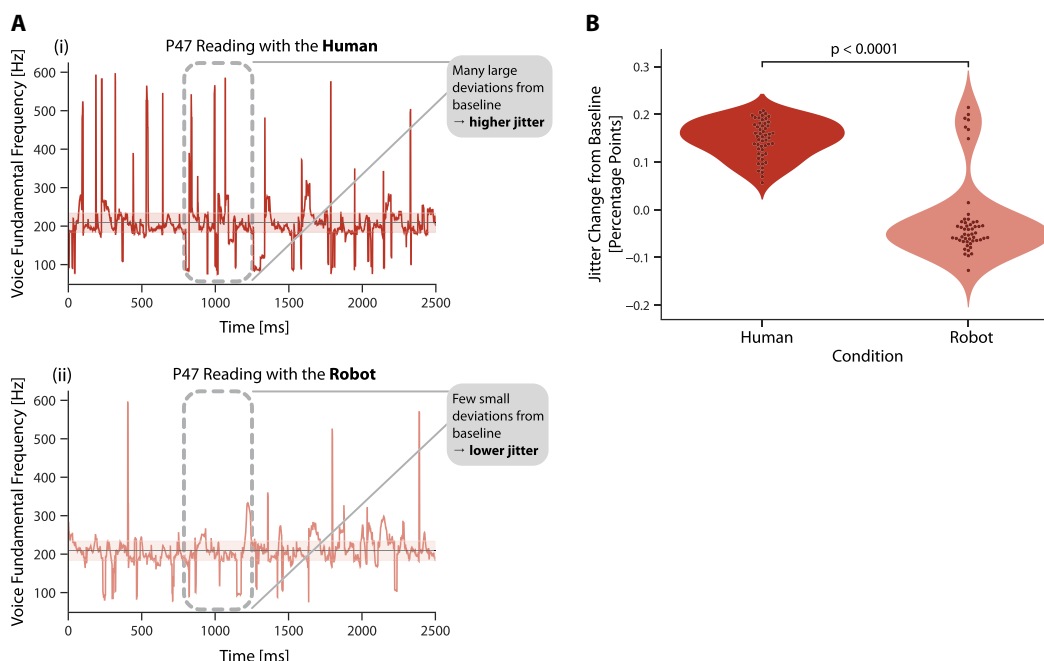 A
(i)
P47 Reading with the Human
Voice Fundamental Frequency [Hz]
600
500
400
300
200
100
0
500
1000
1500
2000
2500
Time [ms]
Many large
deviations from
baseline
→ higher jitter
(ii)
P47 Reading with the Robot
Voice Fundamental Frequency [Hz]
600
500
400
300
200
100
0
500
1000
1500
2000
2500
Time [ms]
Few small
deviations from
baseline
→ lower jitter
B
p < 0.0001
Jitter Change from Baseline
[Percentage Points]
0.3
0.2
0.1
0.0
−0.1
−0.2
Human
Robot
Condition